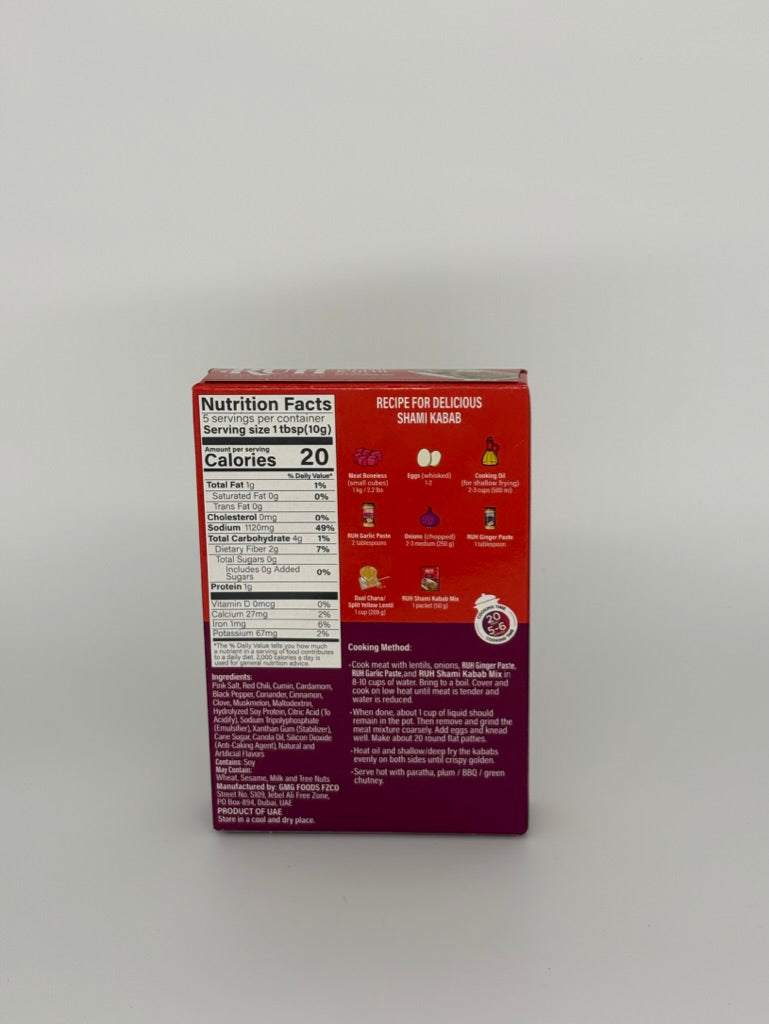 RUH
Nutrition Facts
5 servings per container
Serving size 1 tbsp(10g)
Amount per serving
Calories 20
% Daily Value*
Total Fat 1g 1%
Saturated Fat 0g 0%
Trans Fat 0g
Cholesterol 0mg 0%
Sodium 1120mg 49%
Total Carbohydrate 4g 1%
Dietary Fiber 2g 7%
Total Sugars 0g
Includes 0g Added
Sugars 0%
Protein 1g
Vitamin D 0mcg 0%
Calcium 27mg 2%
Iron 1mg 6%
Potassium 67mg 2%
*The % Daily Value tells you how much
a nutrient in a serving of food contributes
to a daily diet. 2,000 calories a day is
used for general nutrition advice.
Ingredients:
Pink Salt, Red Chili, Cumin, Cardamom,
Black Pepper, Coriander, Cinnamon,
Clove, Muskmelon, Maltodextrin,
Hydrolyzed Soy Protein, Citric Acid (To
Acidify), Sodium Tripolyphosphate
(Emulsifier), Xanthan Gum (Stabilizer),
Cane Sugar, Canola Oil, Silicon Dioxide
(Anti-Caking Agent), Natural and
Artificial Flavors
Contains: Soy
May Contain:
Wheat, Sesame, Milk and Tree Nuts
Manufactured by: GMG FOODS FZCO
Street No. S109, Jebel Ali Free Zone,
PO Box-894, Dubai, UAE
PRODUCT OF UAE
Store in a cool and dry place.
RECIPE FOR DELICIOUS
SHAMI KABAB
Meat Boneless
(small cubes)
1 kg / 2.2 lbs
Eggs (whisked)
1-2
Cooking Oil
(for shallow frying)
2-3 cups (500 ml)
RUH Garlic Paste
2 tablespoons
Onions (chopped)
2-3 medium (250 g)
RUH Ginger Paste
1 tablespoon
Daal Chana/
Split Yellow Lentil
1 cup (200 g)
RUH Shami Kabab Mix
1 packet (50 g)
COOKING TIME
20
5-6
COOKING TIME
Cooking Method:
-Cook meat with lentils, onions, RUH Ginger Paste,
RUH Garlic Paste,and RUH Shami Kabab Mix in
8-10 cups of water. Bring to a boil. Cover and
cook on low heat until meat is tender and
water is reduced.
-When done, about 1 cup of liquid should
remain in the pot. Then remove and grind the
meat mixture coarsely. Add eggs and knead
well. Make about 20 round flat patties.
-Heat oil and shallow/deep fry the kababs
evenly on both sides until crispy golden.
-Serve hot with paratha, plum / BBQ / green
chutney.